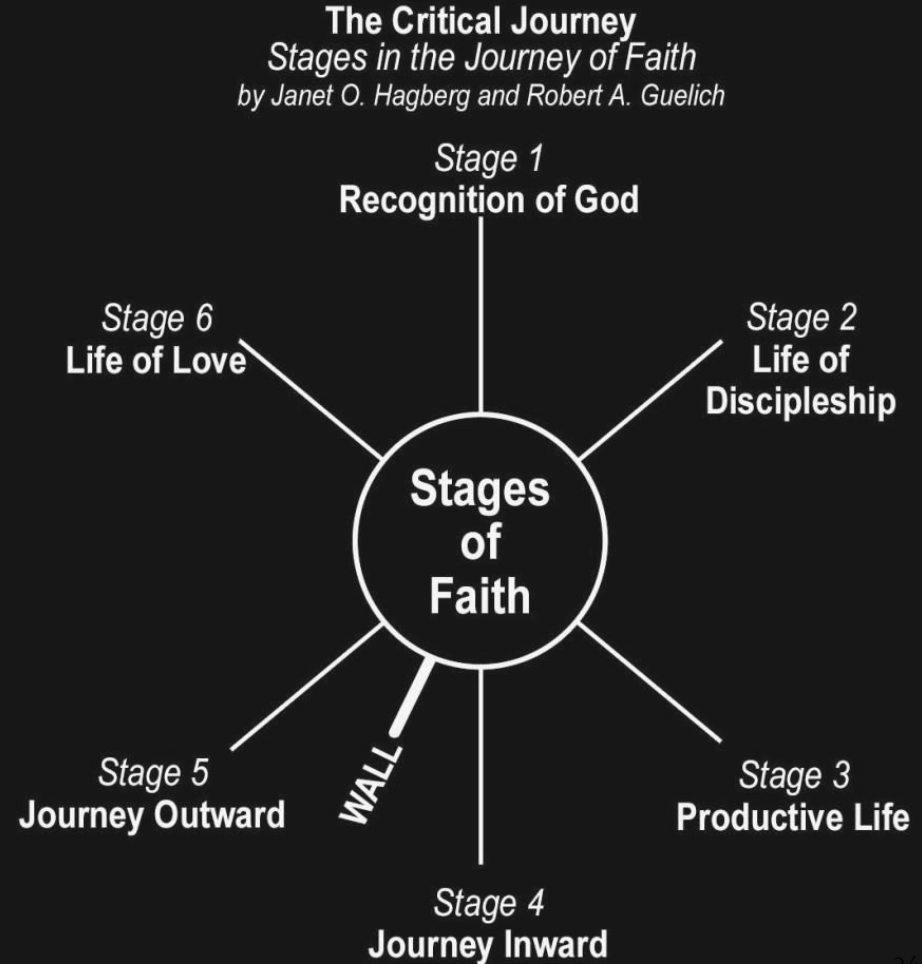 The Critical Journey
Stages in the Journey of Faith
by Janet O. Hagberg and Robert A. Guelich
Stage 1
Recognition of God
Stage 2
Life of
Discipleship
Stage 3
Productive Life
Stage 4
Journey Inward
WALL
Stage 5
Journey Outward
Stage 6
Life of Love
Stages
of
Faith